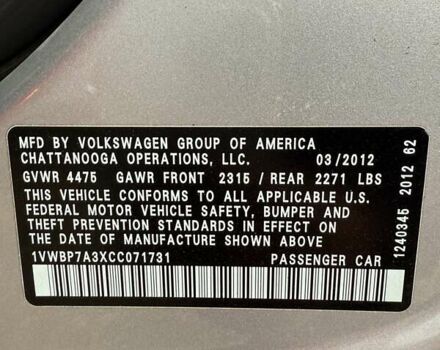 MFD BY VOLKSWAGEN GROUP OF AMERICA
CHATTANOOGA OPERATIONS, LLC. 03/2012
GVWR 4475 GAWR FRONT 2315 / REAR 2271 LBS
THIS VEHICLE CONFORMS TO ALL APPLICABLE U.S.
FEDERAL MOTOR VEHICLE SAFETY, BUMPER AND
THEFT PREVENTION STANDARDS IN EFFECT ON THE
DATE OF MANUFACTURE SHOWN ABOVE
1VWBP7A3XCC071731 PASSENGER CAR
1240345 2012 62